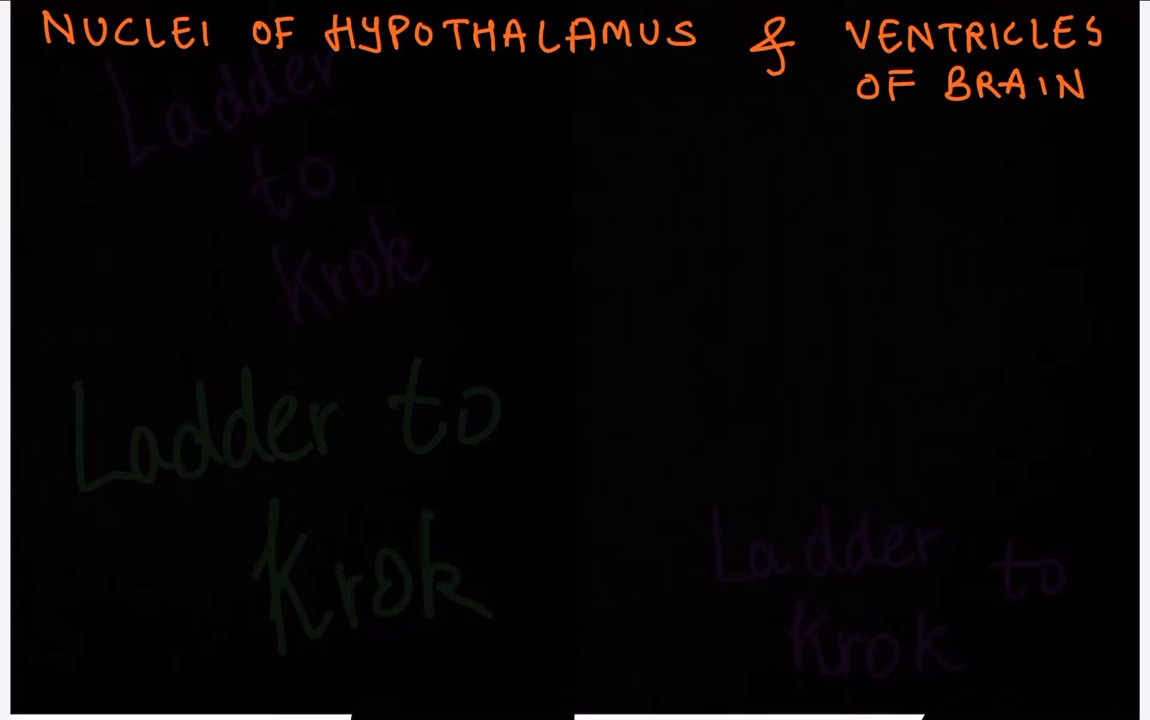 NUCLEI OF HYPOTHALAMUS & VENTRICLES
OF BRAIN
Ladder
to
Krok
Ladder to
Krok
Ladder to
Krok